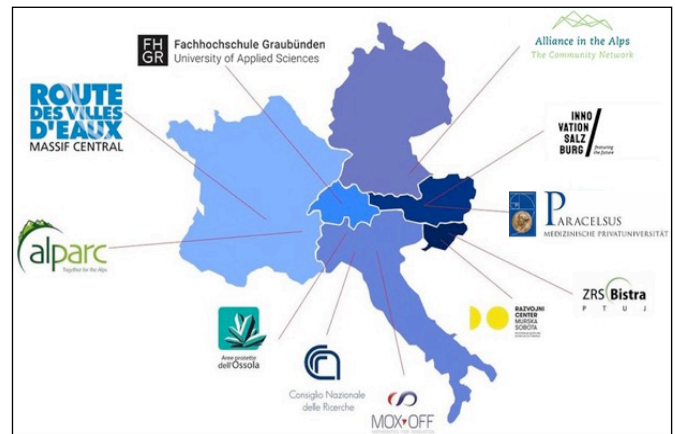 FH
GR
Fachhochschule Graubünden
University of Applied Sciences
Alliance in the Alps
The Community Network
ROUTE
DES VILLES
D'EAUX
MASSIF CENTRAL
INNO
VATION
SALZ
BURG
featuring
the future
PARACELSUS
MEDIZINISCHE PRIVATUNIVERSITÄT
alparc
Together for the Alps
ZRS Bistra
PTUJ
RAZVOJNI
CENTER
MURSKA
SOBOTA
Aree protette
dell'Ossola
Consiglio Nazionale
delle Ricerche
MOX OFF